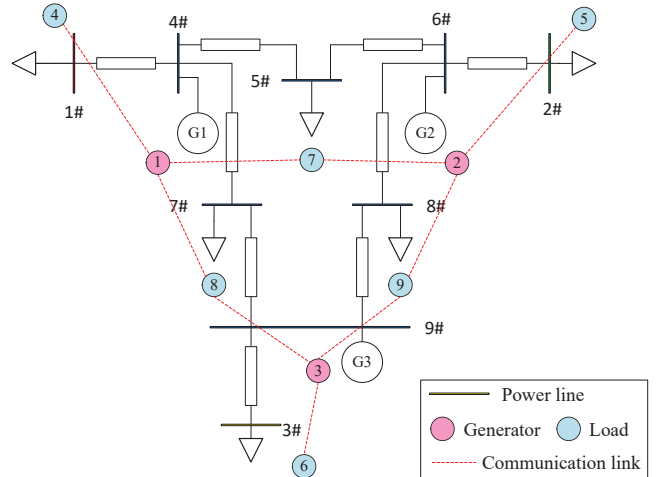 4
4#
6#
5
5#
1#
2#
G1
G2
1
7
2
7#
8#
8
9
9#
G3
3
3#
6
Power line
Generator
Load
Communication link